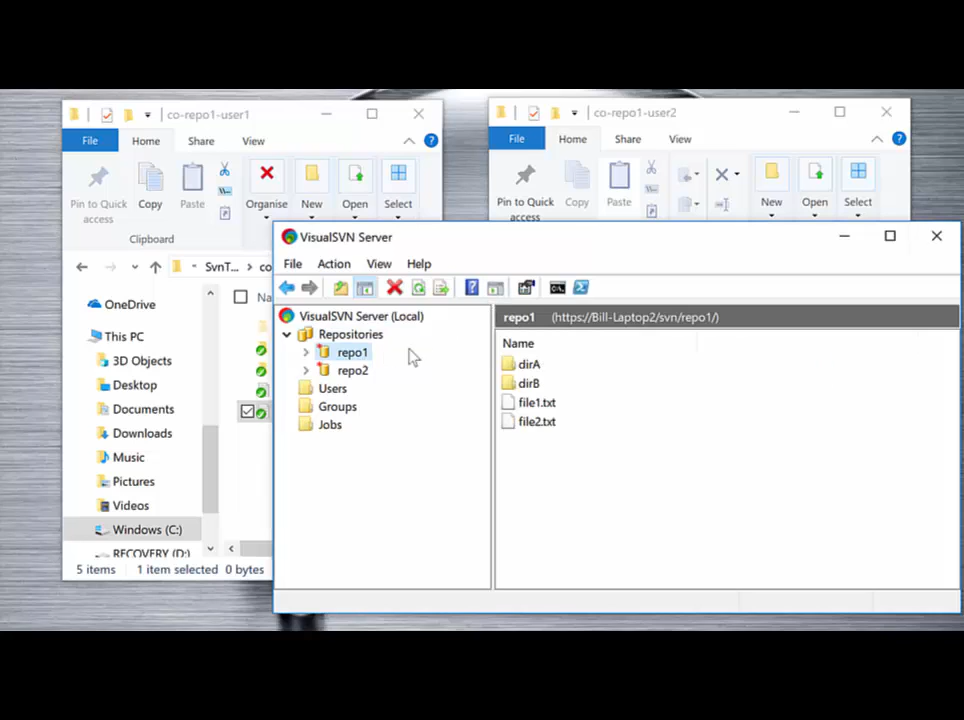 co-repo1-user1
File Home Share View
Pin to Quick access
Copy
Paste
Organise
New
Open
Select
Clipboard
SvnT... > co
OneDrive
This PC
3D Objects
Desktop
Documents
Downloads
Music
Pictures
Videos
Windows (C:)
RECOVERY (D:)
5 items 1 item selected 0 bytes
co-repo1-user2
File Home Share View
Pin to Quick access
Copy
Paste
New
Open
Select
VisualSVN Server
File Action View Help
VisualSVN Server (Local)
Repositories
repo1
repo2
Users
Groups
Jobs
repo1 (https://Bill-Laptop2/svn/repo1/)
Name
dirA
dirB
file1.txt
file2.txt